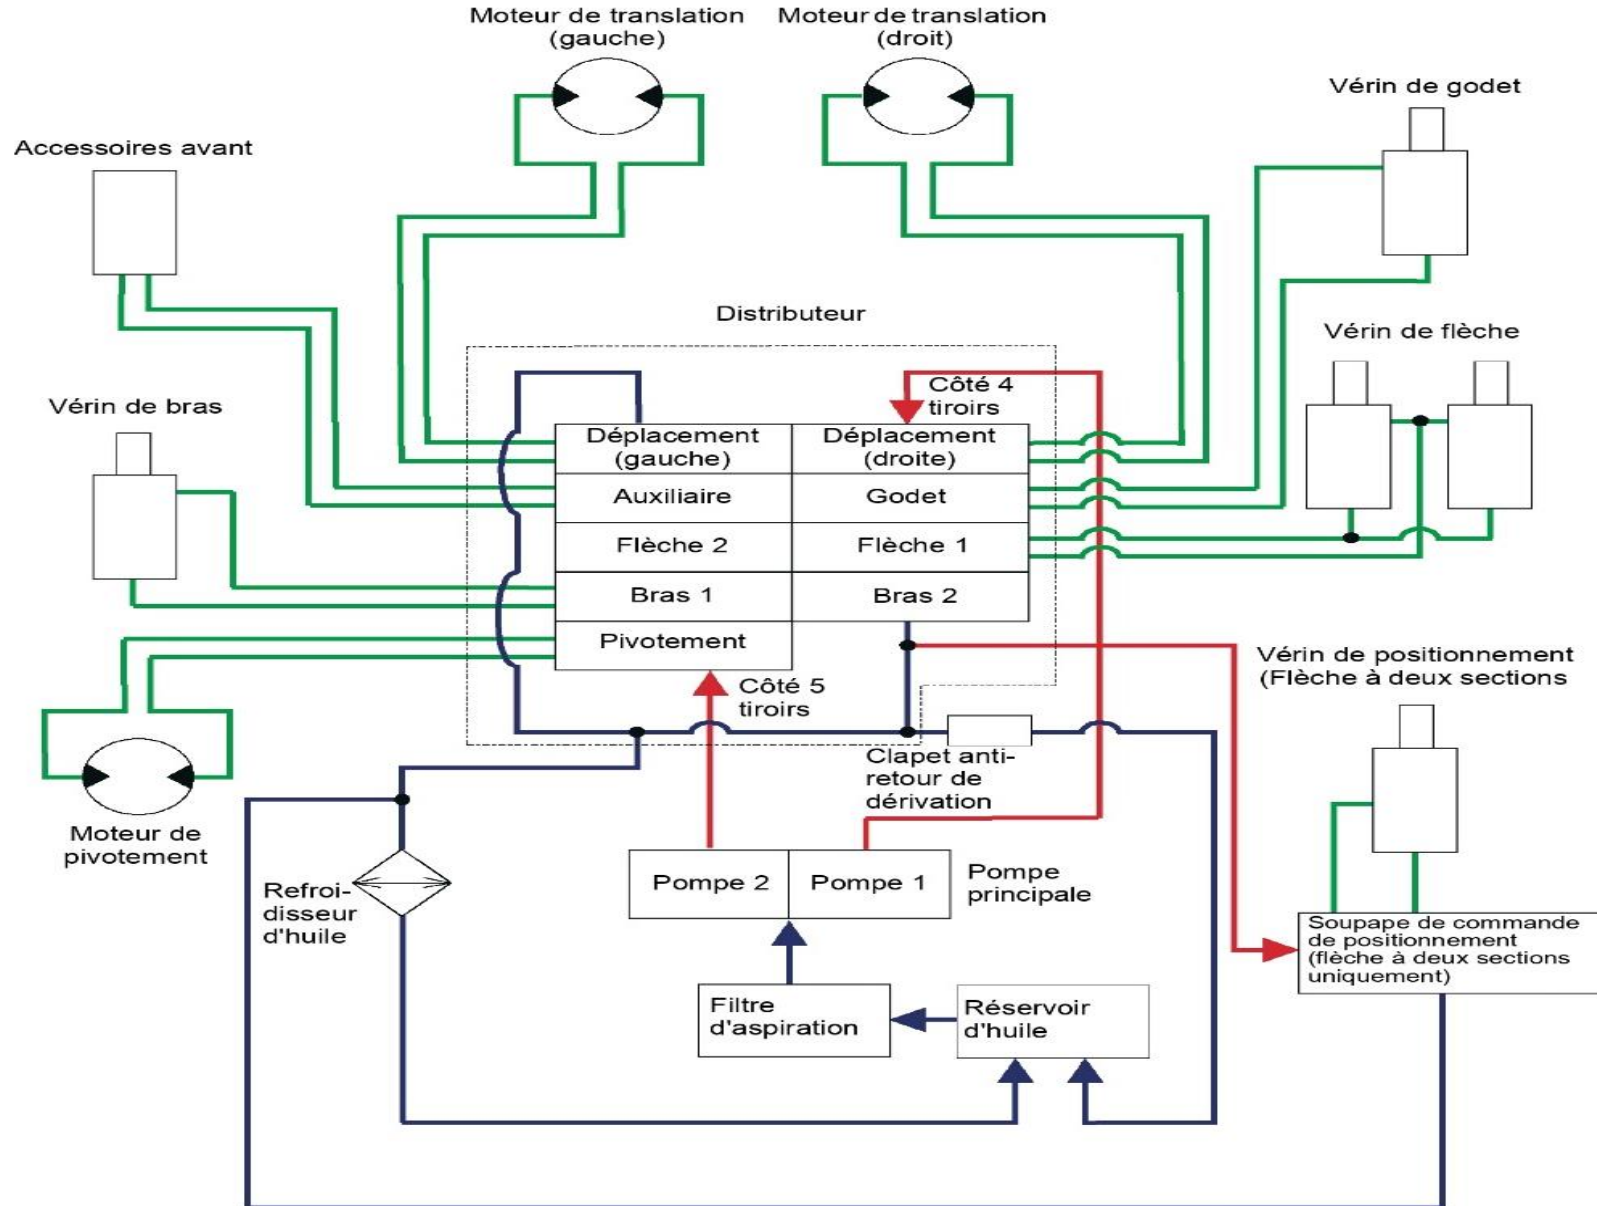 Moteur de translation
(gauche)
Moteur de translation
(droit)
Vérin de godet
Accessoires avant
Distributeur
Vérin de flèche
Vérin de bras
Côté 4
tiroirs
Déplacement
(gauche)
Déplacement
(droite)
Auxiliaire
Godet
Flèche 2
Flèche 1
Bras 1
Bras 2
Pivotement
Côté 5
tiroirs
Vérin de positionnement
(Flèche à deux sections
Clapet anti-
retour de
dérivation
Moteur de
pivotement
Refroi-
disseur
d'huile
Pompe 2
Pompe 1
Pompe
principale
Soupape de commande
de positionnement
(flèche à deux sections
uniquement)
Filtre
d'aspiration
Réservoir
d'huile